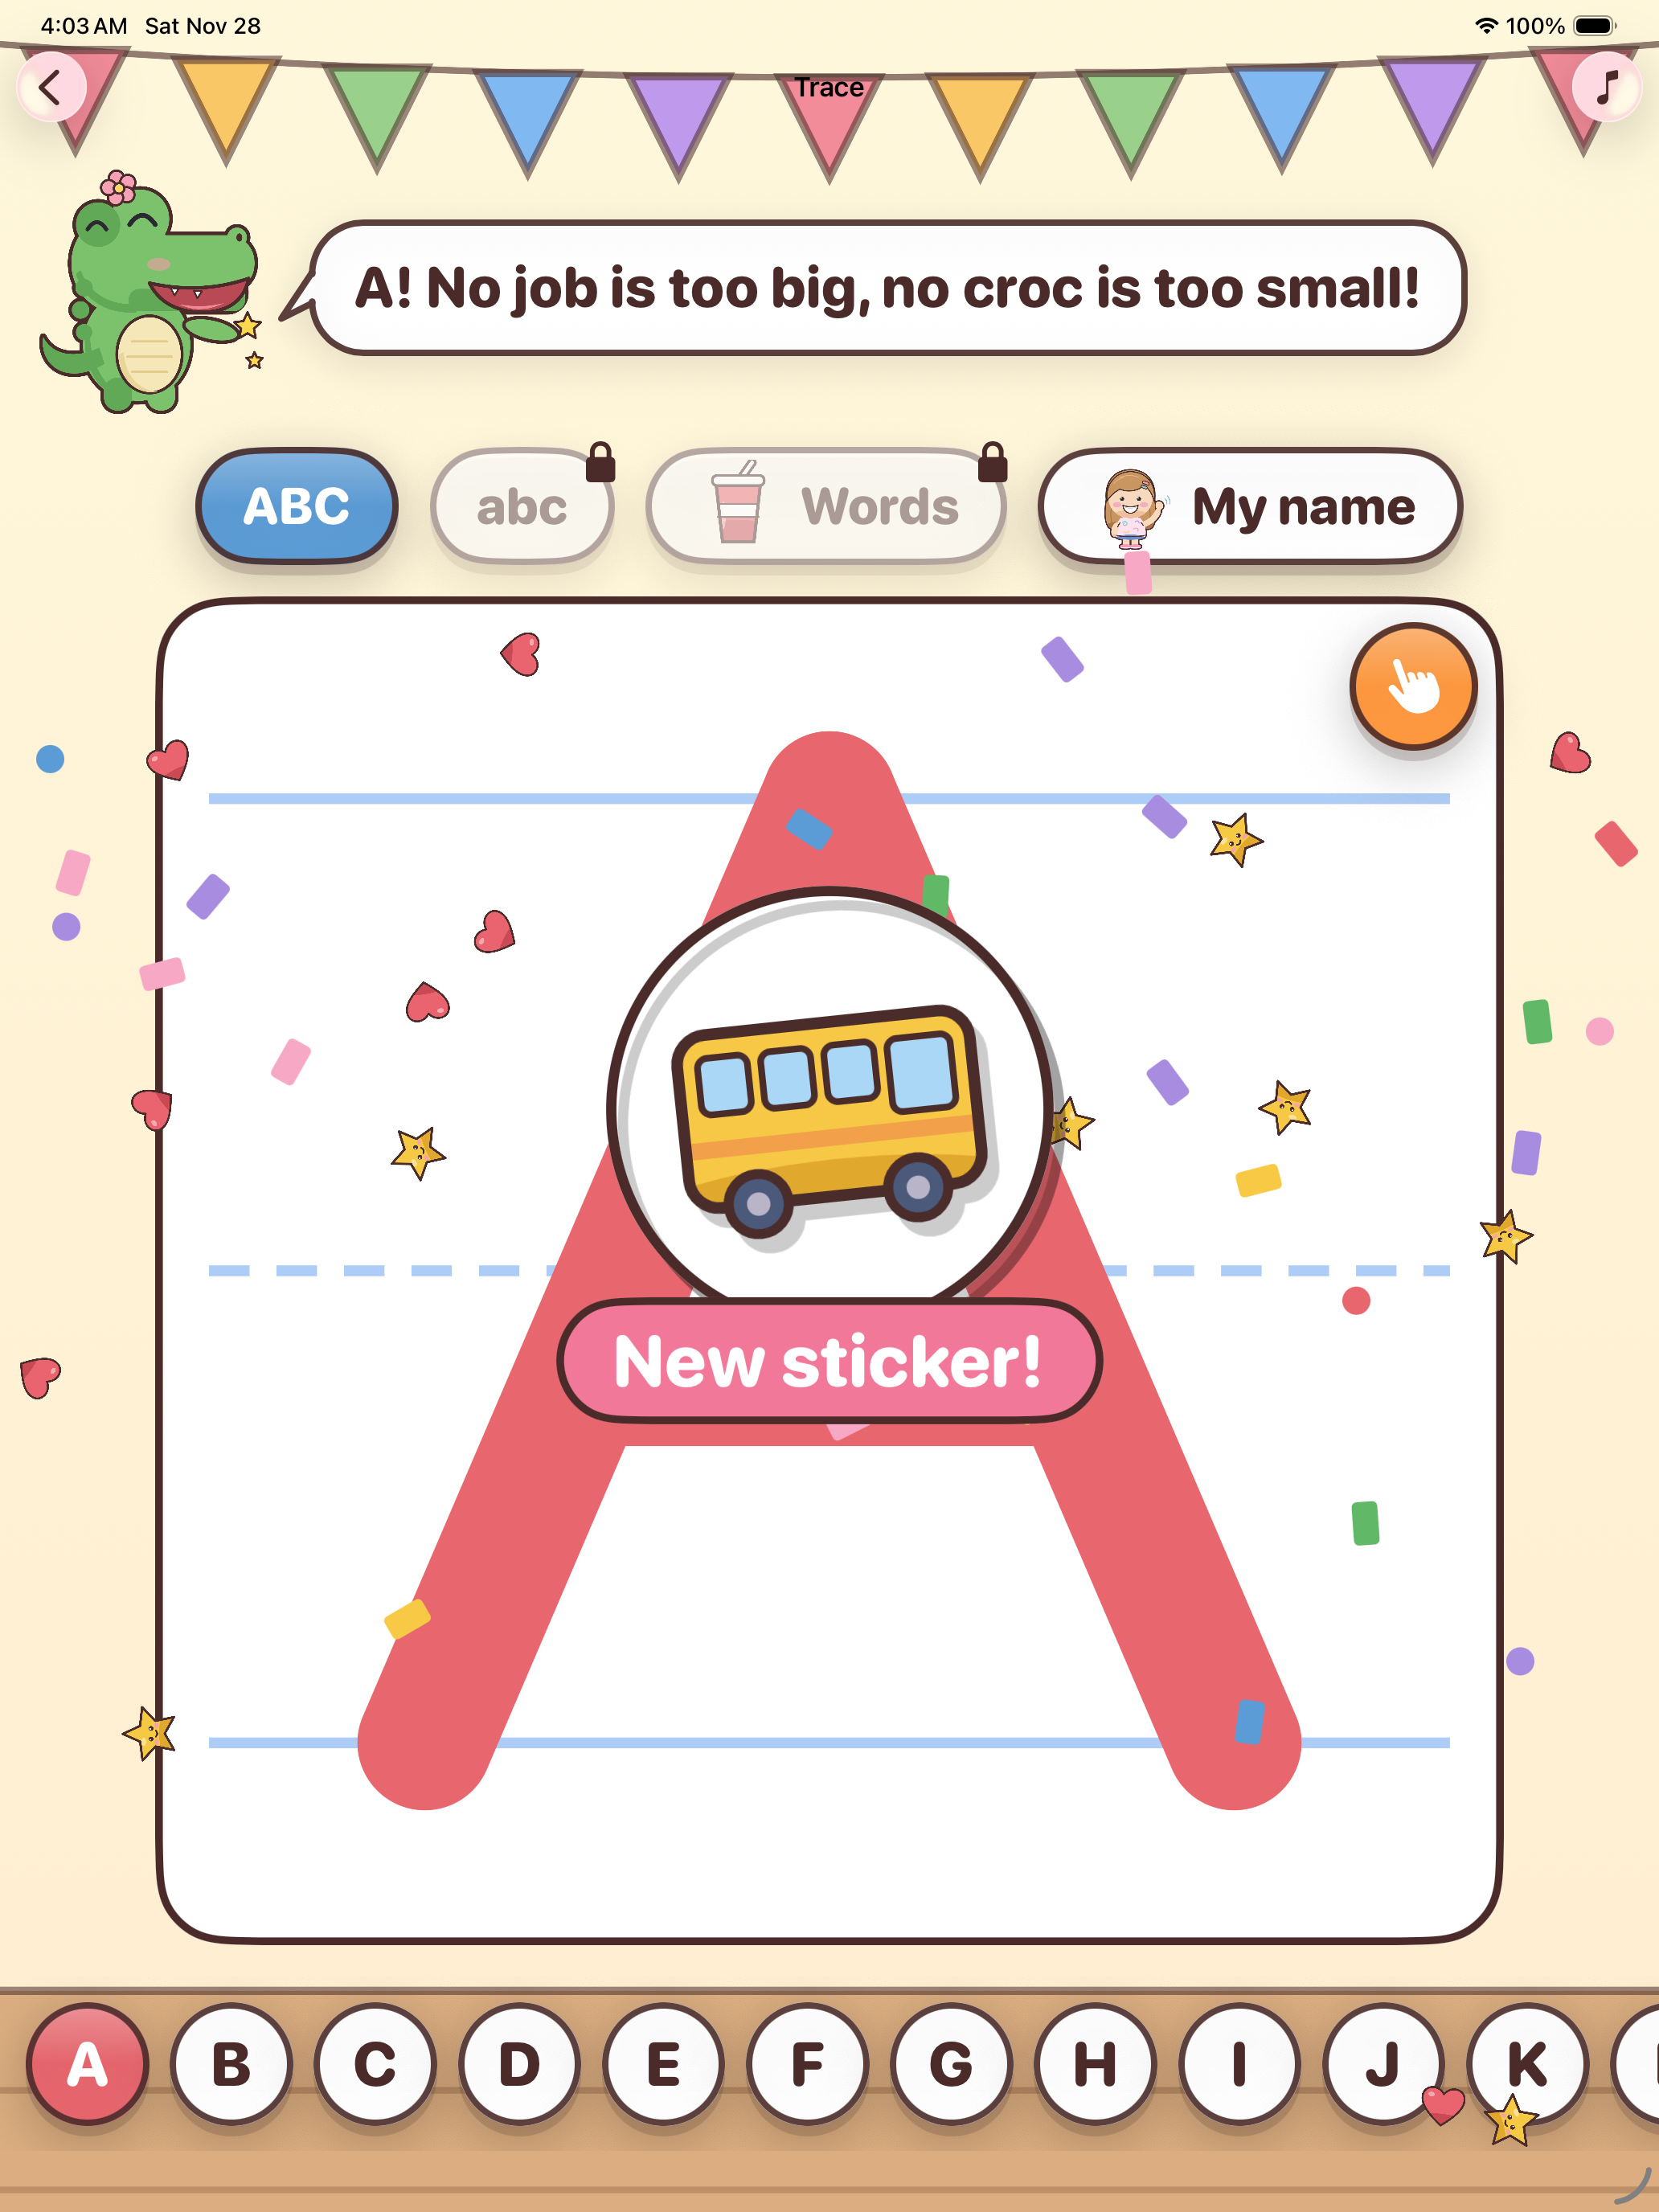 4:03 AM Sat Nov 28
100%
Trace
A! No job is too big, no croc is too small!
ABC
abc
Words
My name
New sticker!
A B C D E F G H I J K